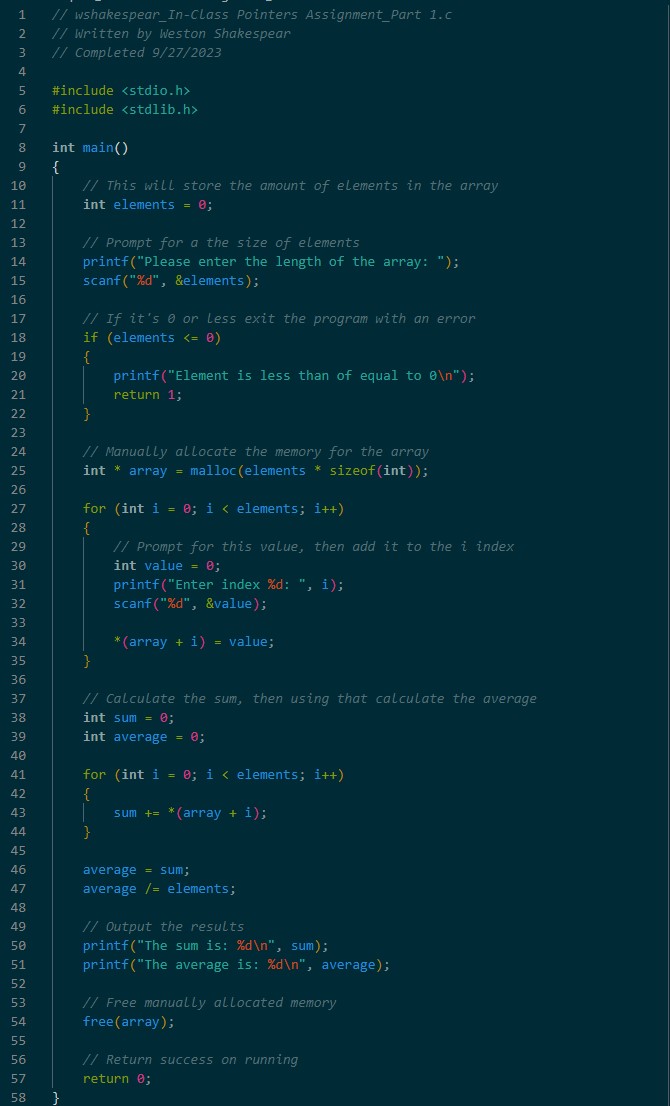 1 // wshakespear_In-Class Pointers Assignment_Part 1.c
2 // Written by Weston Shakespear
3 // Completed 9/27/2023
4
5 #include <stdio.h>
6 #include <stdlib.h>
7
8 int main()
9 {
10     // This will store the amount of elements in the array
11     int elements = 0;
12
13     // Prompt for a the size of elements
14     printf("Please enter the length of the array: ");
15     scanf("%d", &elements);
16
17     // If it's 0 or less exit the program with an error
18     if (elements <= 0)
19     {
20         printf("Element is less than of equal to 0\n");
21         return 1;
22     }
23
24     // Manually allocate the memory for the array
25     int * array = malloc(elements * sizeof(int));
26
27     for (int i = 0; i < elements; i++)
28     {
29         // Prompt for this value, then add it to the i index
30         int value = 0;
31         printf("Enter index %d: ", i);
32         scanf("%d", &value);
33
34         *(array + i) = value;
35     }
36
37     // Calculate the sum, then using that calculate the average
38     int sum = 0;
39     int average = 0;
40
41     for (int i = 0; i < elements; i++)
42     {
43         sum += *(array + i);
44     }
45
46     average = sum;
47     average /= elements;
48
49     // Output the results
50     printf("The sum is: %d\n", sum);
51     printf("The average is: %d\n", average);
52
53     // Free manually allocated memory
54     free(array);
55
56     // Return success on running
57     return 0;
58 }